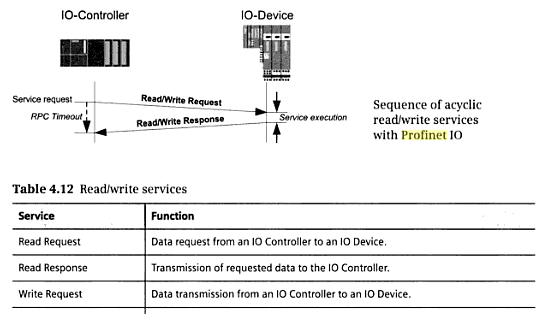 IO-Controller
IO-Device
Service request
Read/Write Request
RPC Timeout
Read/Write Response
Service execution
Sequence of acyclic
read/write services
with Profinet IO
Table 4.12 Read/write services
Service Function
Read Request Data request from an IO Controller to an IO Device.
Read Response Transmission of requested data to the IO Controller.
Write Request Data transmission from an IO Controller to an IO Device.